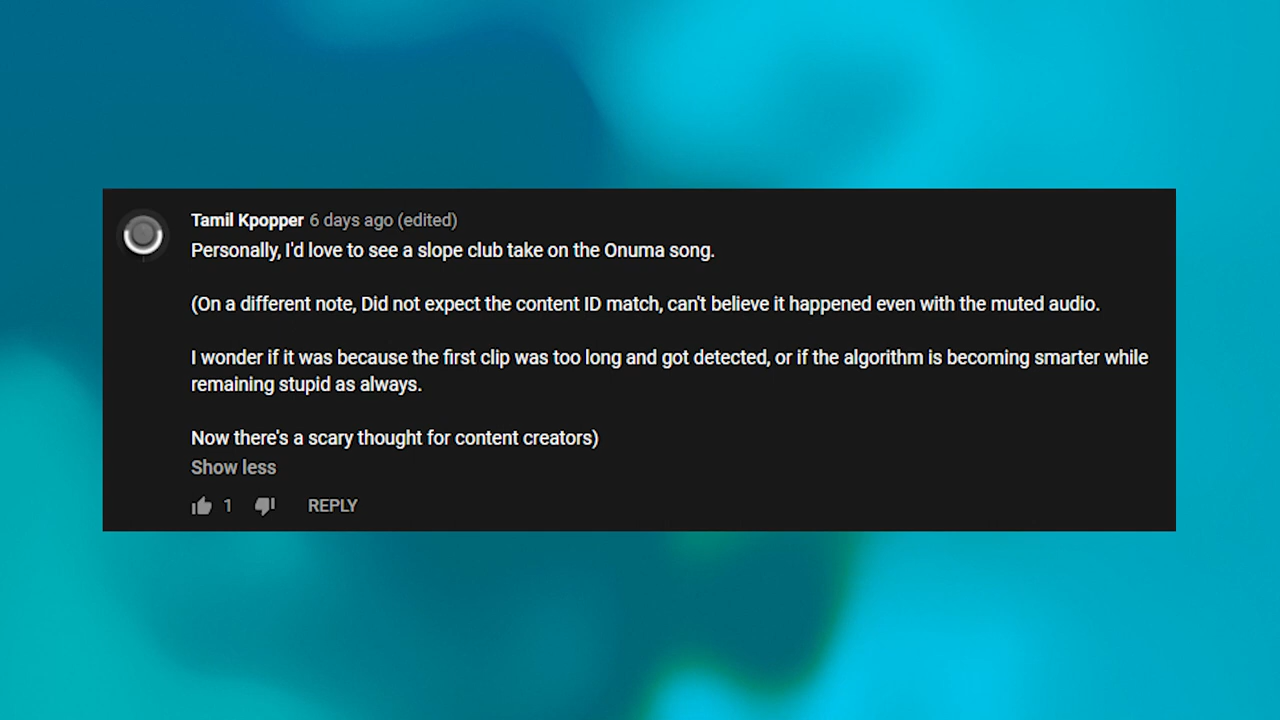 Tamil Kpopper 6 days ago (edited)
Personally, I'd love to see a slope club take on the Onuma song.
(On a different note, Did not expect the content ID match, can't believe it happened even with the muted audio.
I wonder if it was because the first clip was too long and got detected, or if the algorithm is becoming smarter while
remaining stupid as always.
Now there's a scary thought for content creators)
Show less
1 REPLY